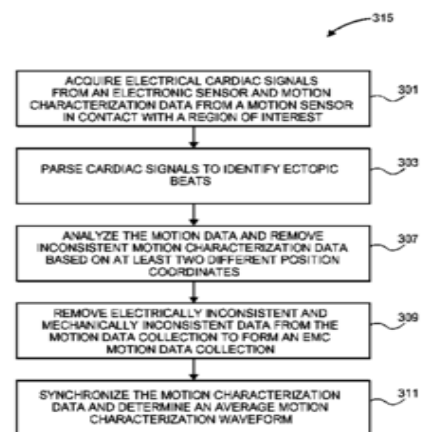 315
ACQUIRE ELECTRICAL CARDIAC SIGNALS
FROM AN ELECTRONIC SENSOR AND MOTION
CHARACTERIZATION DATA FROM A MOTION SENSOR
IN CONTACT WITH A REGION OF INTEREST
301
PARSE CARDIAC SIGNALS TO IDENTIFY ECTOPIC
BEATS
303
ANALYZE THE MOTION DATA AND REMOVE
INCONSISTENT MOTION CHARACTERIZATION DATA
BASED ON AT LEAST TWO DIFFERENT POSITION
COORDINATES
307
REMOVE ELECTRICALLY INCONSISTENT AND
MECHANICALLY INCONSISTENT DATA FROM THE
MOTION DATA COLLECTION TO FORM AN EMC
MOTION DATA COLLECTION
309
SYNCHRONIZE THE MOTION CHARACTERIZATION
DATA AND DETERMINE AN AVERAGE MOTION
CHARACTERIZATION WAVEFORM
311